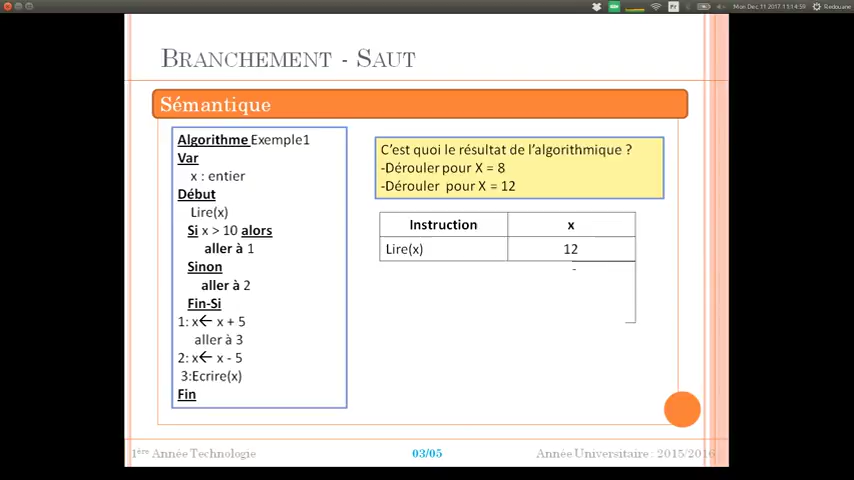 Mon Dec 11 2017 11:14:59 Redouane
Fr
BRANCHEMENT - SAUT
Sémantique
Algorithme Exemple1
Var
x : entier
Début
Lire(x)
Si x > 10 alors
aller à 1
Sinon
aller à 2
Fin-Si
1: x← x + 5
aller à 3
2: x← x - 5
3:Ecrire(x)
Fin
C'est quoi le résultat de l'algorithmique ?
-Dérouler pour X = 8
-Dérouler pour X = 12
Instruction x
Lire(x) 12
1ère Année Technologie 03/05 Année Universitaire : 2015/2016